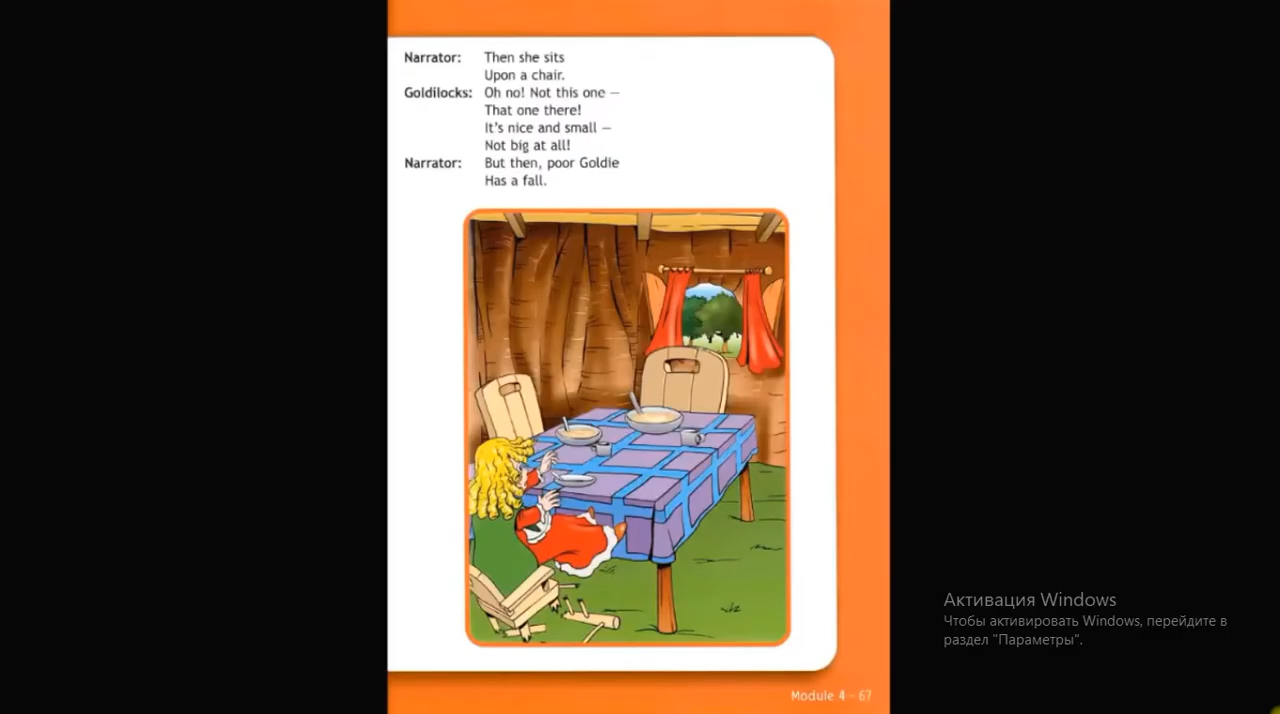 Narrator: Then she sits
Upon a chair.
Goldilocks: Oh no! Not this one –
That one there!
It's nice and small –
Not big at all!
Narrator: But then, poor Goldie
Has a fall.
Активация Windows
Чтобы активировать Windows, перейдите в
раздел "Параметры".
Module 4 - 67